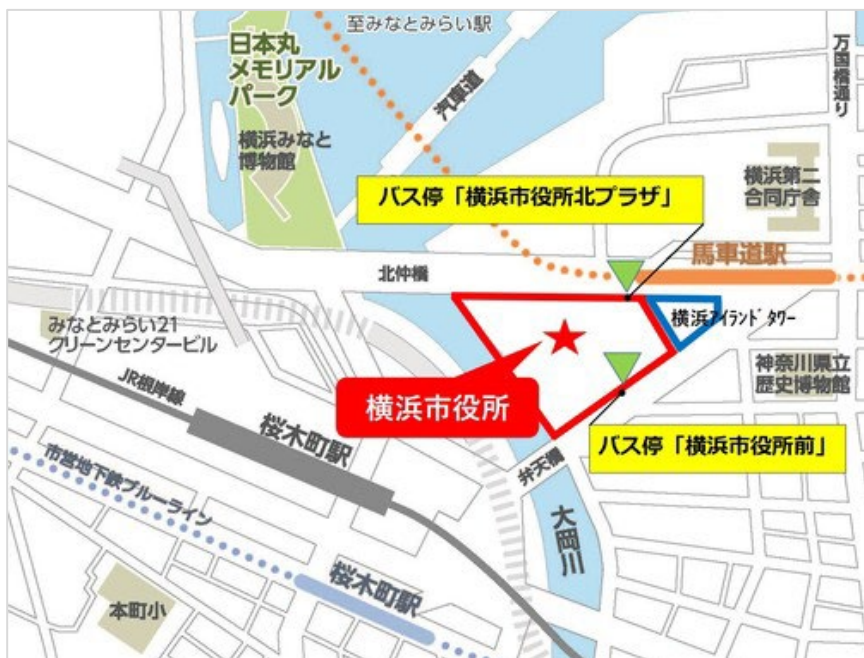 至みなとみらい駅
日本丸
メモリアル
パーク
汽車道
万国橋通り
横浜みなと
博物館
横浜第二
合同庁舎
バス停「横浜市役所北プラザ」
馬車道駅
北仲橋
みなとみらい21
クリーンセンタービル
横浜アイランドタワー
神奈川県立
歴史博物館
JR根岸線
横浜市役所
桜木町駅
バス停「横浜市役所前」
弁天橋
市営地下鉄ブルーライン
大岡川
桜木町駅
本町小